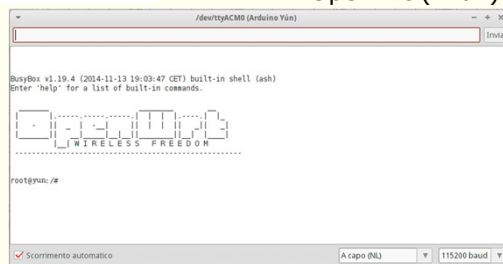 /dev/ttyACM0 (Arduino Yún)
Invia
BusyBox v1.19.4 (2014-11-13 19:03:47 CET) built-in shell (ash)
Enter 'help' for a list of built-in commands.
W I R E L E S S   F R E E D O M
-----------------------------------------------------
root@yun:/#
Scorrimento automatico
A capo (NL)
115200 baud